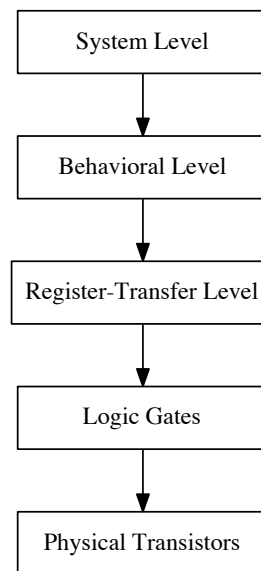 System Level
Behavioral Level
Register-Transfer Level
Logic Gates
Physical Transistors